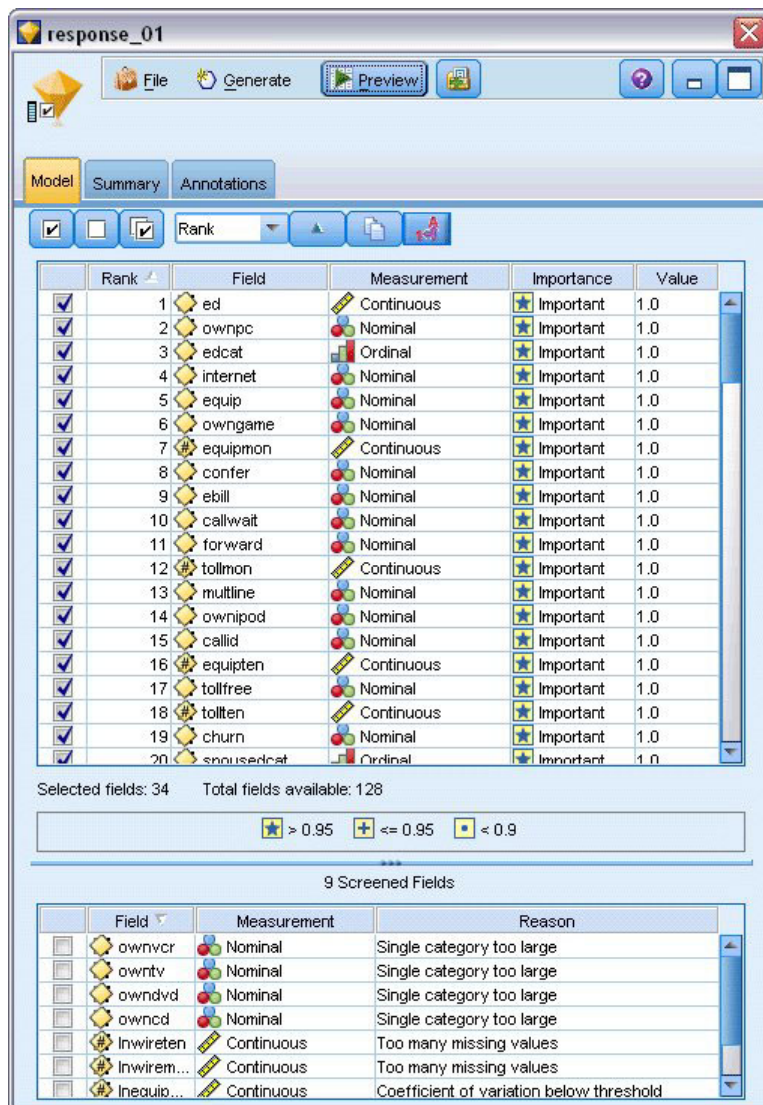 response_01
File Generate Preview
Model Summary Annotations
Rank
Rank Field Measurement Importance Value
1 ed Continuous Important 1.0
2 ownpc Nominal Important 1.0
3 edcat Ordinal Important 1.0
4 internet Nominal Important 1.0
5 equip Nominal Important 1.0
6 owngame Nominal Important 1.0
7 equipmon Continuous Important 1.0
8 confer Nominal Important 1.0
9 ebill Nominal Important 1.0
10 callwait Nominal Important 1.0
11 forward Nominal Important 1.0
12 tollmon Continuous Important 1.0
13 multline Nominal Important 1.0
14 ownipod Nominal Important 1.0
15 callid Nominal Important 1.0
16 equipten Continuous Important 1.0
17 tollfree Nominal Important 1.0
18 tollten Continuous Important 1.0
19 churn Nominal Important 1.0
20 spousedcat Ordinal Important 1.0
Selected fields: 34 Total fields available: 128
> 0.95 <= 0.95 < 0.9
9 Screened Fields
Field Measurement Reason
ownvcr Nominal Single category too large
owntv Nominal Single category too large
owndvd Nominal Single category too large
owncd Nominal Single category too large
lnwireten Continuous Too many missing values
lnwirem... Continuous Too many missing values
lnequip... Continuous Coefficient of variation below threshold